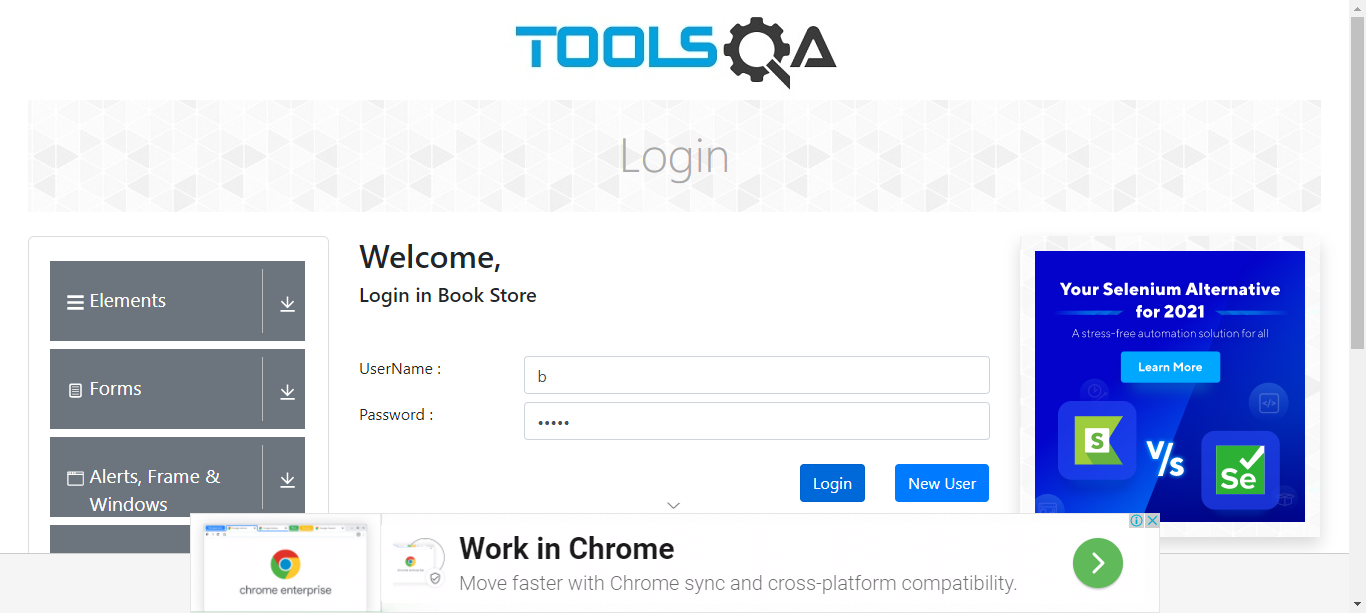 TOOLSQA
Login
Elements
Forms
Alerts, Frame &
Windows
Welcome,
Login in Book Store
UserName :
b
Password :
•••••
Login
New User
Your Selenium Alternative
for 2021
A stress-free automation solution for all
Learn More
S
V/s
Se
chrome enterprise
Work in Chrome
Move faster with Chrome sync and cross-platform compatibility.